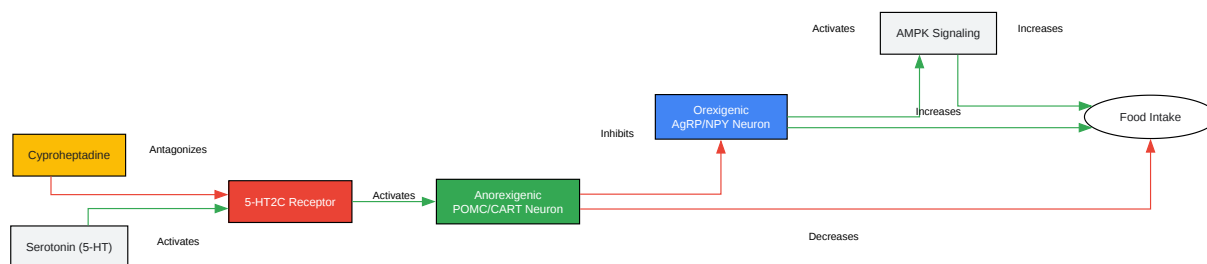 Activates
AMPK Signaling
Increases
Orexigenic
AgRP/NPY Neuron
Increases
Food Intake
Inhibits
Cyproheptadine
Antagonizes
5-HT2C Receptor
Activates
Anorexigenic
POMC/CART Neuron
Serotonin (5-HT)
Activates
Decreases